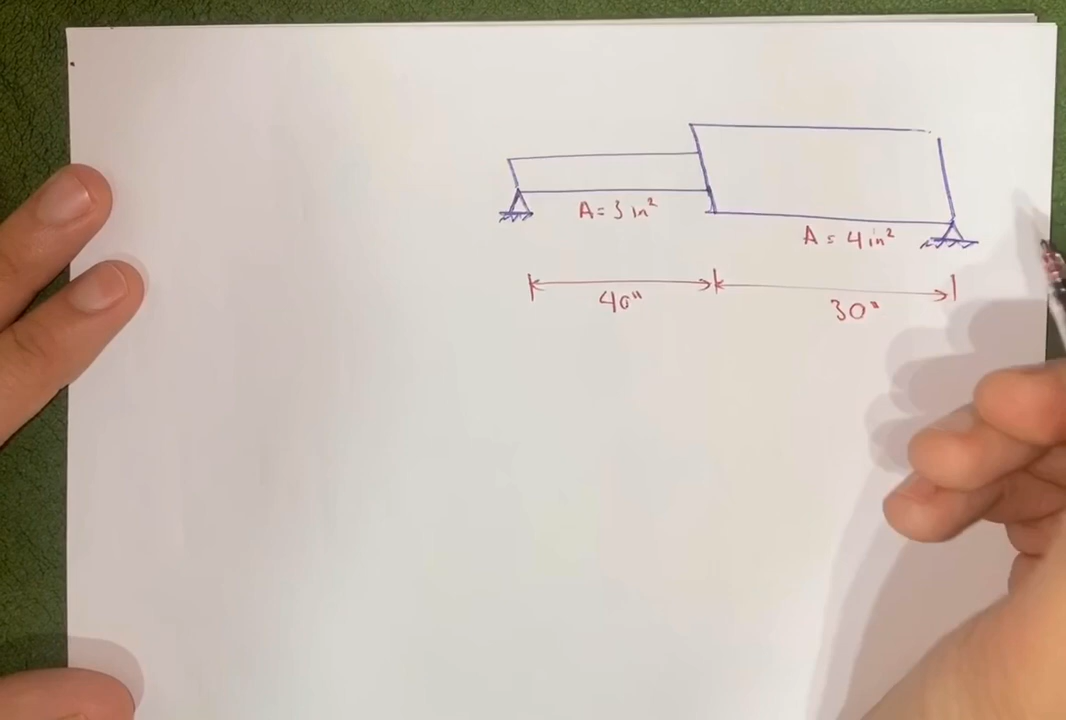 A = 3 in²
A = 4 in²
40"
30"